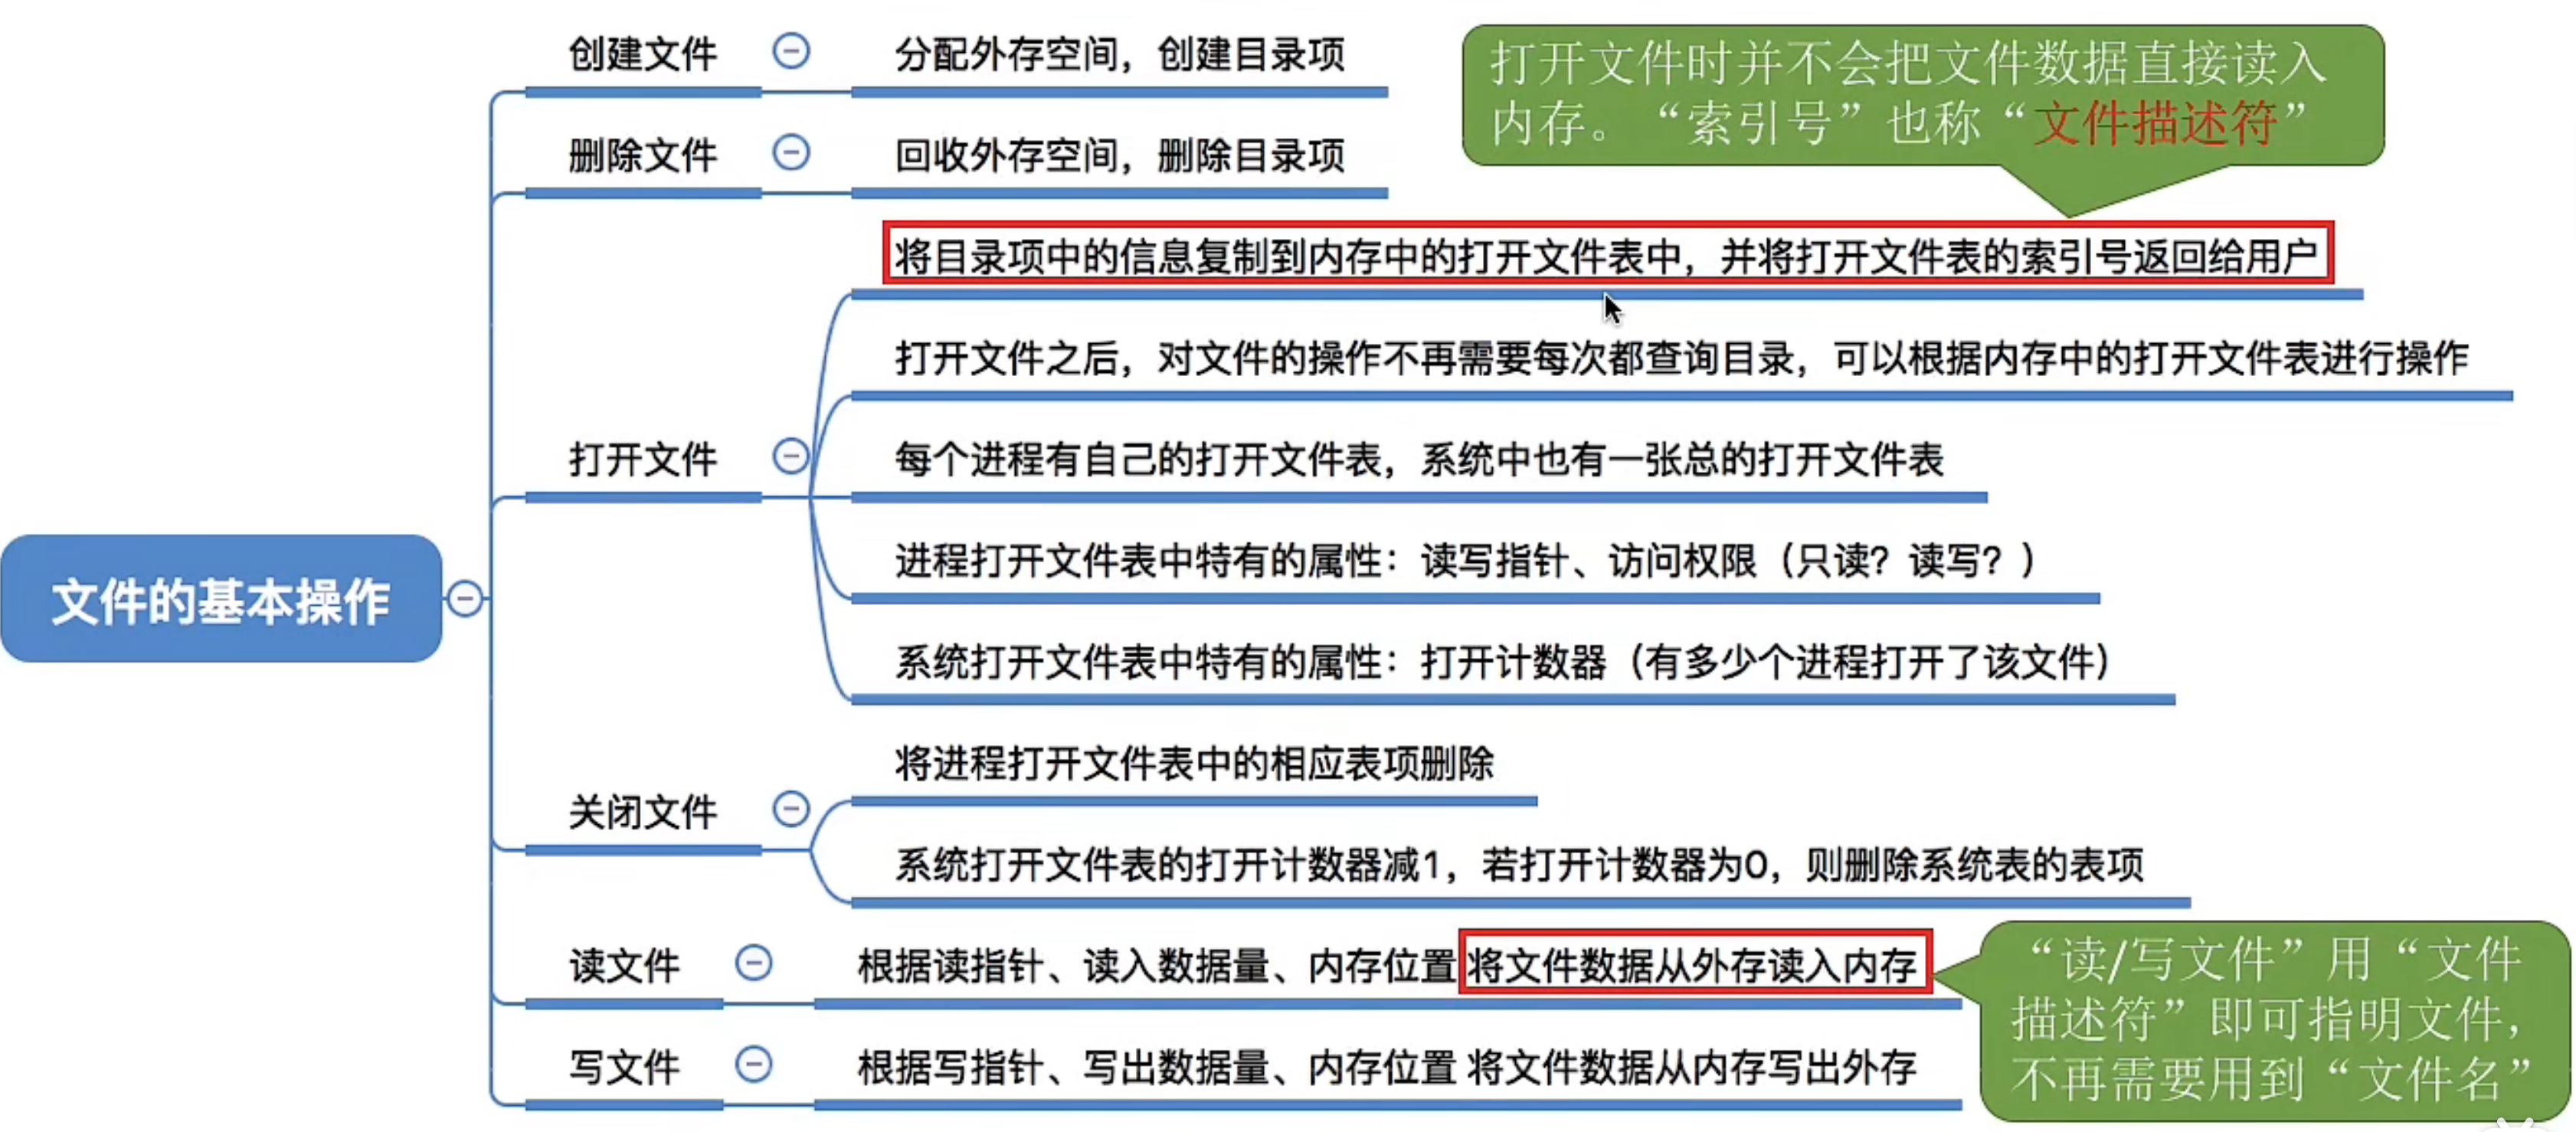 创建文件
分配外存空间，创建目录项
打开文件时并不会把文件数据直接读入
内存。“索引号”也称“文件描述符”
删除文件
回收外存空间，删除目录项
将目录项中的信息复制到内存中的打开文件表中，并将打开文件表的索引号返回给用户
打开文件之后，对文件的操作不再需要每次都查询目录，可以根据内存中的打开文件表进行操作
打开文件
每个进程有自己的打开文件表，系统中也有一张总的打开文件表
进程打开文件表中特有的属性：读写指针、访问权限（只读？读写？）
文件的基本操作
系统打开文件表中特有的属性：打开计数器（有多少个进程打开了该文件）
将进程打开文件表中的相应表项删除
关闭文件
系统打开文件表的打开计数器减1，若打开计数器为0，则删除系统表的表项
读文件
根据读指针、读入数据量、内存位置 将文件数据从外存读入内存
“读/写文件”用“文件
描述符”即可指明文件，
不再需要用到“文件名”
写文件
根据写指针、写出数据量、内存位置 将文件数据从内存写出外存